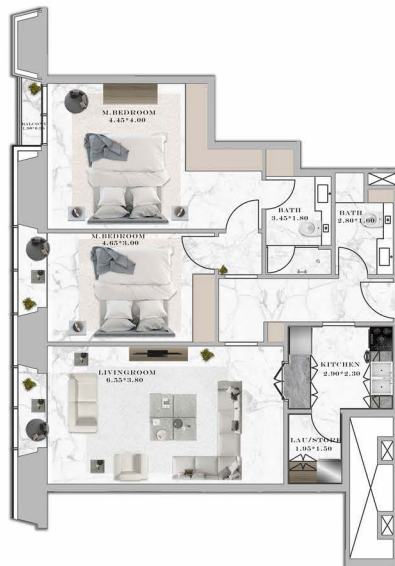 M.BEDROOM
4.45*4.00
BALCONY
BATH
3.45*1.80
BATH
2.80*1.60
M.BEDROOM
4.65*3.00
LIVINGROOM
6.55*3.80
KITCHEN
2.90*2.30
LAU/STORE
1.95*1.50